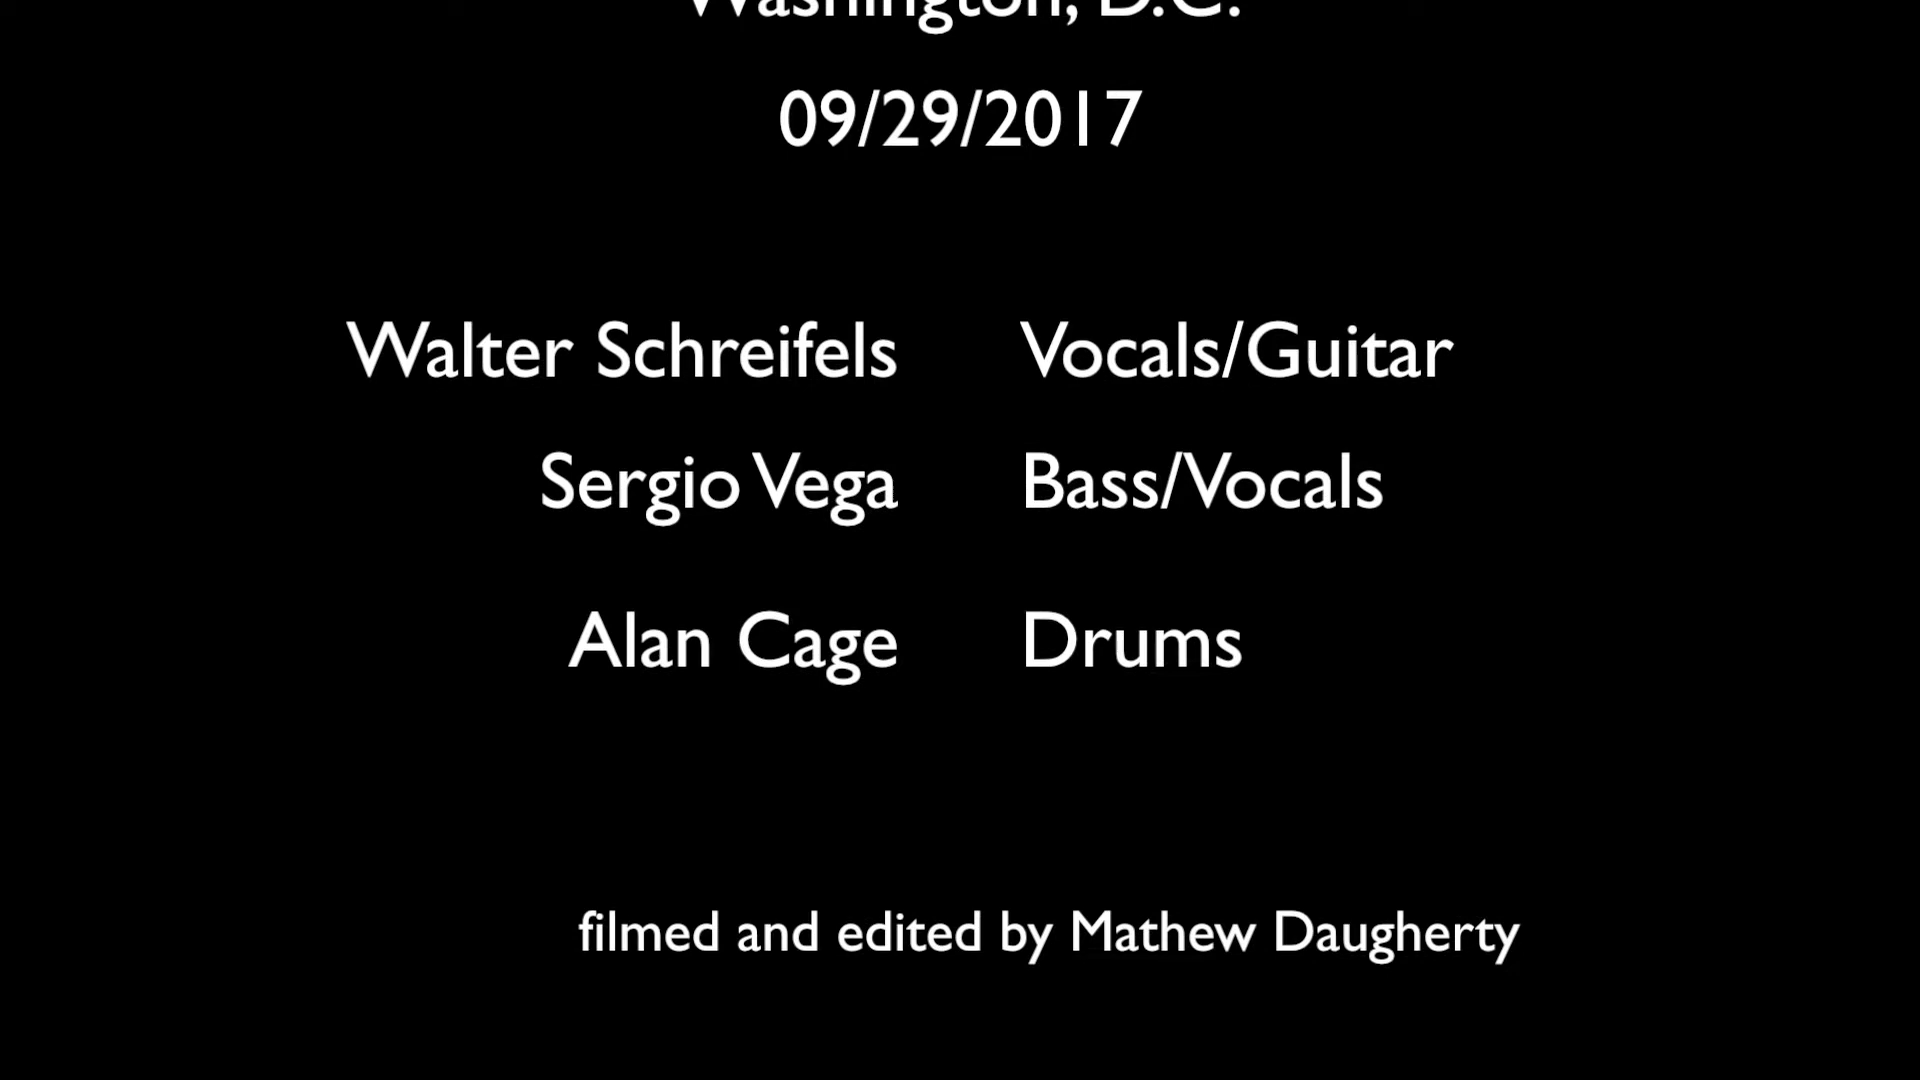 Washington, D.C.
09/29/2017
Walter Schreifels Vocals/Guitar
Sergio Vega Bass/Vocals
Alan Cage Drums
filmed and edited by Mathew Daugherty